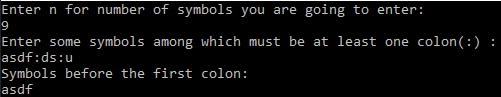 Enter n for number of symbols you are going to enter:
9
Enter some symbols among which must be at least one colon(:) :
asdf:ds:u
Symbols before the first colon:
asdf